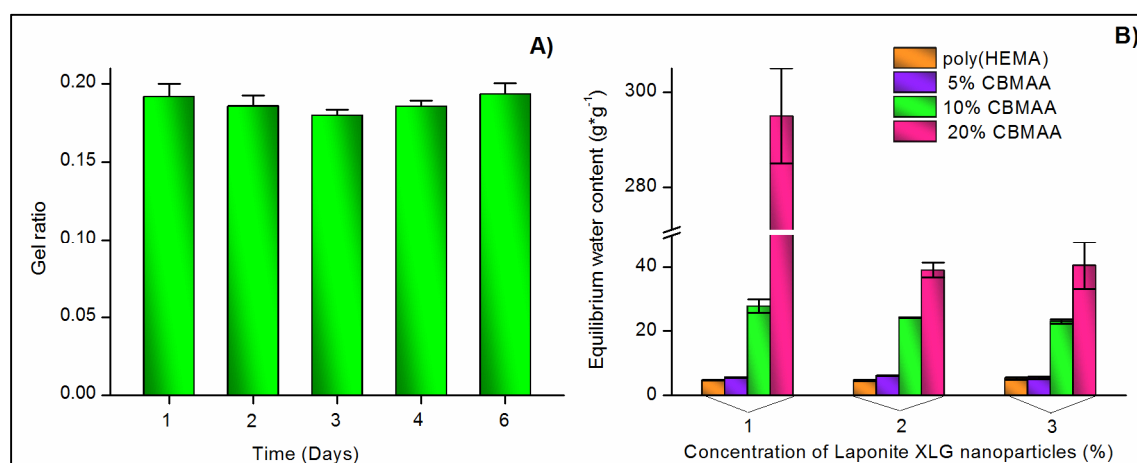 A)
0.20
0.15
0.10
0.05
0.00
Gel ratio
1 2 3 4 6
Time (Days)
B)
poly(HEMA)
5% CBMAA
10% CBMAA
20% CBMAA
300
280
40
20
0
Equilibrium water content (g*g⁻¹)
1 2 3
Concentration of Laponite XLG nanoparticles (%)